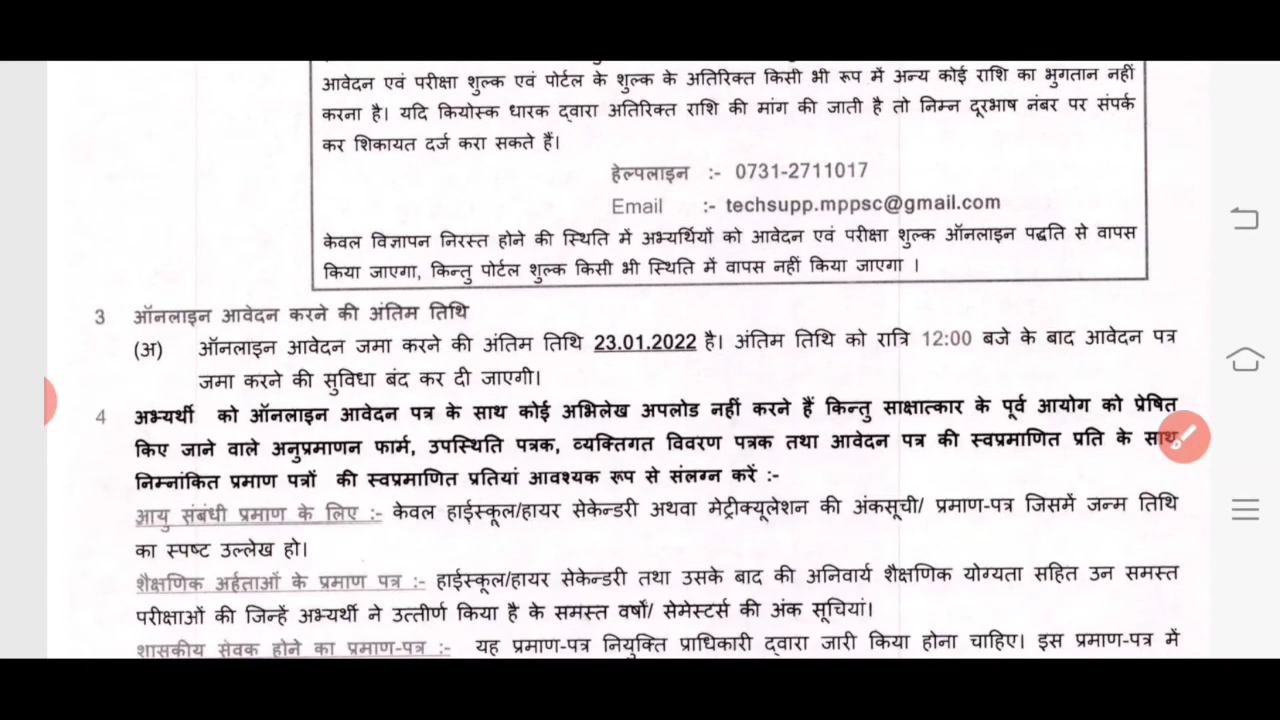 आवेदन एवं परीक्षा शुल्क एवं पोर्टल के शुल्क के अतिरिक्त किसी भी रूप में अन्य कोई राशि का भुगतान नहीं
करना है। यदि कियोस्क धारक द्वारा अतिरिक्त राशि की मांग की जाती है तो निम्न दूरभाष नंबर पर संपर्क
कर शिकायत दर्ज करा सकते हैं।
हेल्पलाइन :- 0731-2711017
Email :- techsupp.mppsc@gmail.com
केवल विज्ञापन निरस्त होने की स्थिति में अभ्यर्थियों को आवेदन एवं परीक्षा शुल्क ऑनलाइन पद्धति से वापस
किया जाएगा, किन्तु पोर्टल शुल्क किसी भी स्थिति में वापस नहीं किया जाएगा ।
3 ऑनलाइन आवेदन करने की अंतिम तिथि
(अ) ऑनलाइन आवेदन जमा करने की अंतिम तिथि 23.01.2022 है। अंतिम तिथि को रात्रि 12:00 बजे के बाद आवेदन पत्र
जमा करने की सुविधा बंद कर दी जाएगी।
4 अभ्यर्थी को ऑनलाइन आवेदन पत्र के साथ कोई अभिलेख अपलोड नहीं करने हैं किन्तु साक्षात्कार के पूर्व आयोग को प्रेषित
किए जाने वाले अनुप्रमाणन फार्म, उपस्थिति पत्रक, व्यक्तिगत विवरण पत्रक तथा आवेदन पत्र की स्वप्रमाणित प्रति के साथ
निम्नांकित प्रमाण पत्रों की स्वप्रमाणित प्रतियां आवश्यक रूप से संलग्न करें :-
आयु संबंधी प्रमाण के लिए :- केवल हाईस्कूल/हायर सेकेन्डरी अथवा मेट्रीक्यूलेशन की अंकसूची/ प्रमाण-पत्र जिसमें जन्म तिथि
का स्पष्ट उल्लेख हो।
शैक्षणिक अर्हताओं के प्रमाण पत्र :- हाईस्कूल/हायर सेकेन्डरी तथा उसके बाद की अनिवार्य शैक्षणिक योग्यता सहित उन समस्त
परीक्षाओं की जिन्हें अभ्यर्थी ने उत्तीर्ण किया है के समस्त वर्षों/ सेमेस्टर्स की अंक सूचियां।
शासकीय सेवक होने का प्रमाण-पत्र :- यह प्रमाण-पत्र नियुक्ति प्राधिकारी द्वारा जारी किया होना चाहिए। इस प्रमाण-पत्र में